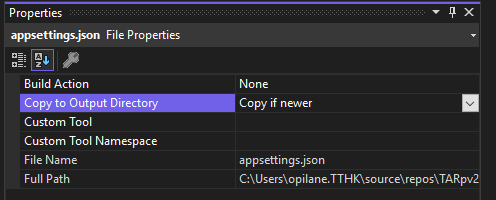 Properties
appsettings.json File Properties
Build Action None
Copy to Output Directory Copy if newer
Custom Tool
Custom Tool Namespace
File Name appsettings.json
Full Path C:\Users\opilane.TTHK\source\repos\TARpv2